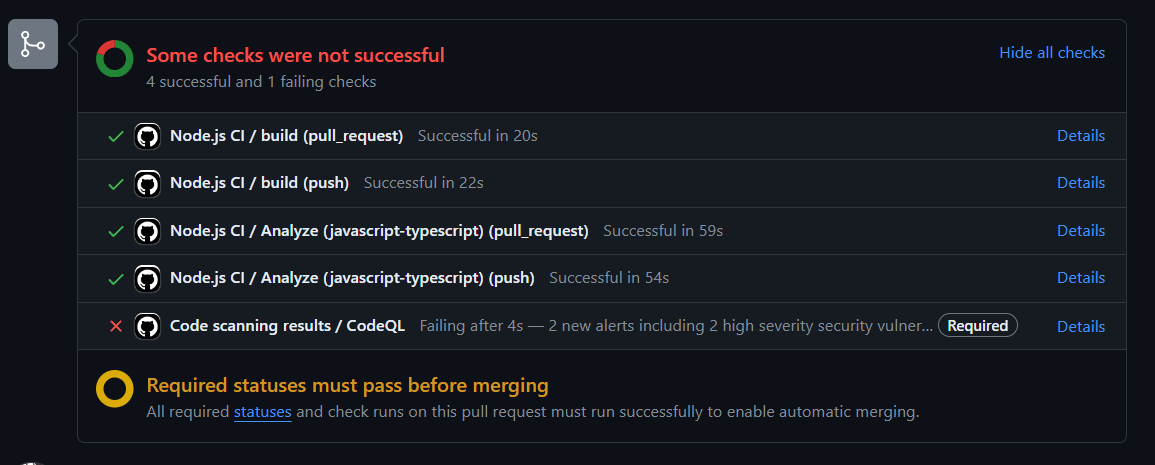 Some checks were not successful
Hide all checks
4 successful and 1 failing checks
Node.js CI / build (pull_request) Successful in 20s Details
Node.js CI / build (push) Successful in 22s Details
Node.js CI / Analyze (javascript-typescript) (pull_request) Successful in 59s Details
Node.js CI / Analyze (javascript-typescript) (push) Successful in 54s Details
Code scanning results / CodeQL Failing after 4s — 2 new alerts including 2 high severity security vulner... Required Details
Required statuses must pass before merging
All required statuses and check runs on this pull request must run successfully to enable automatic merging.